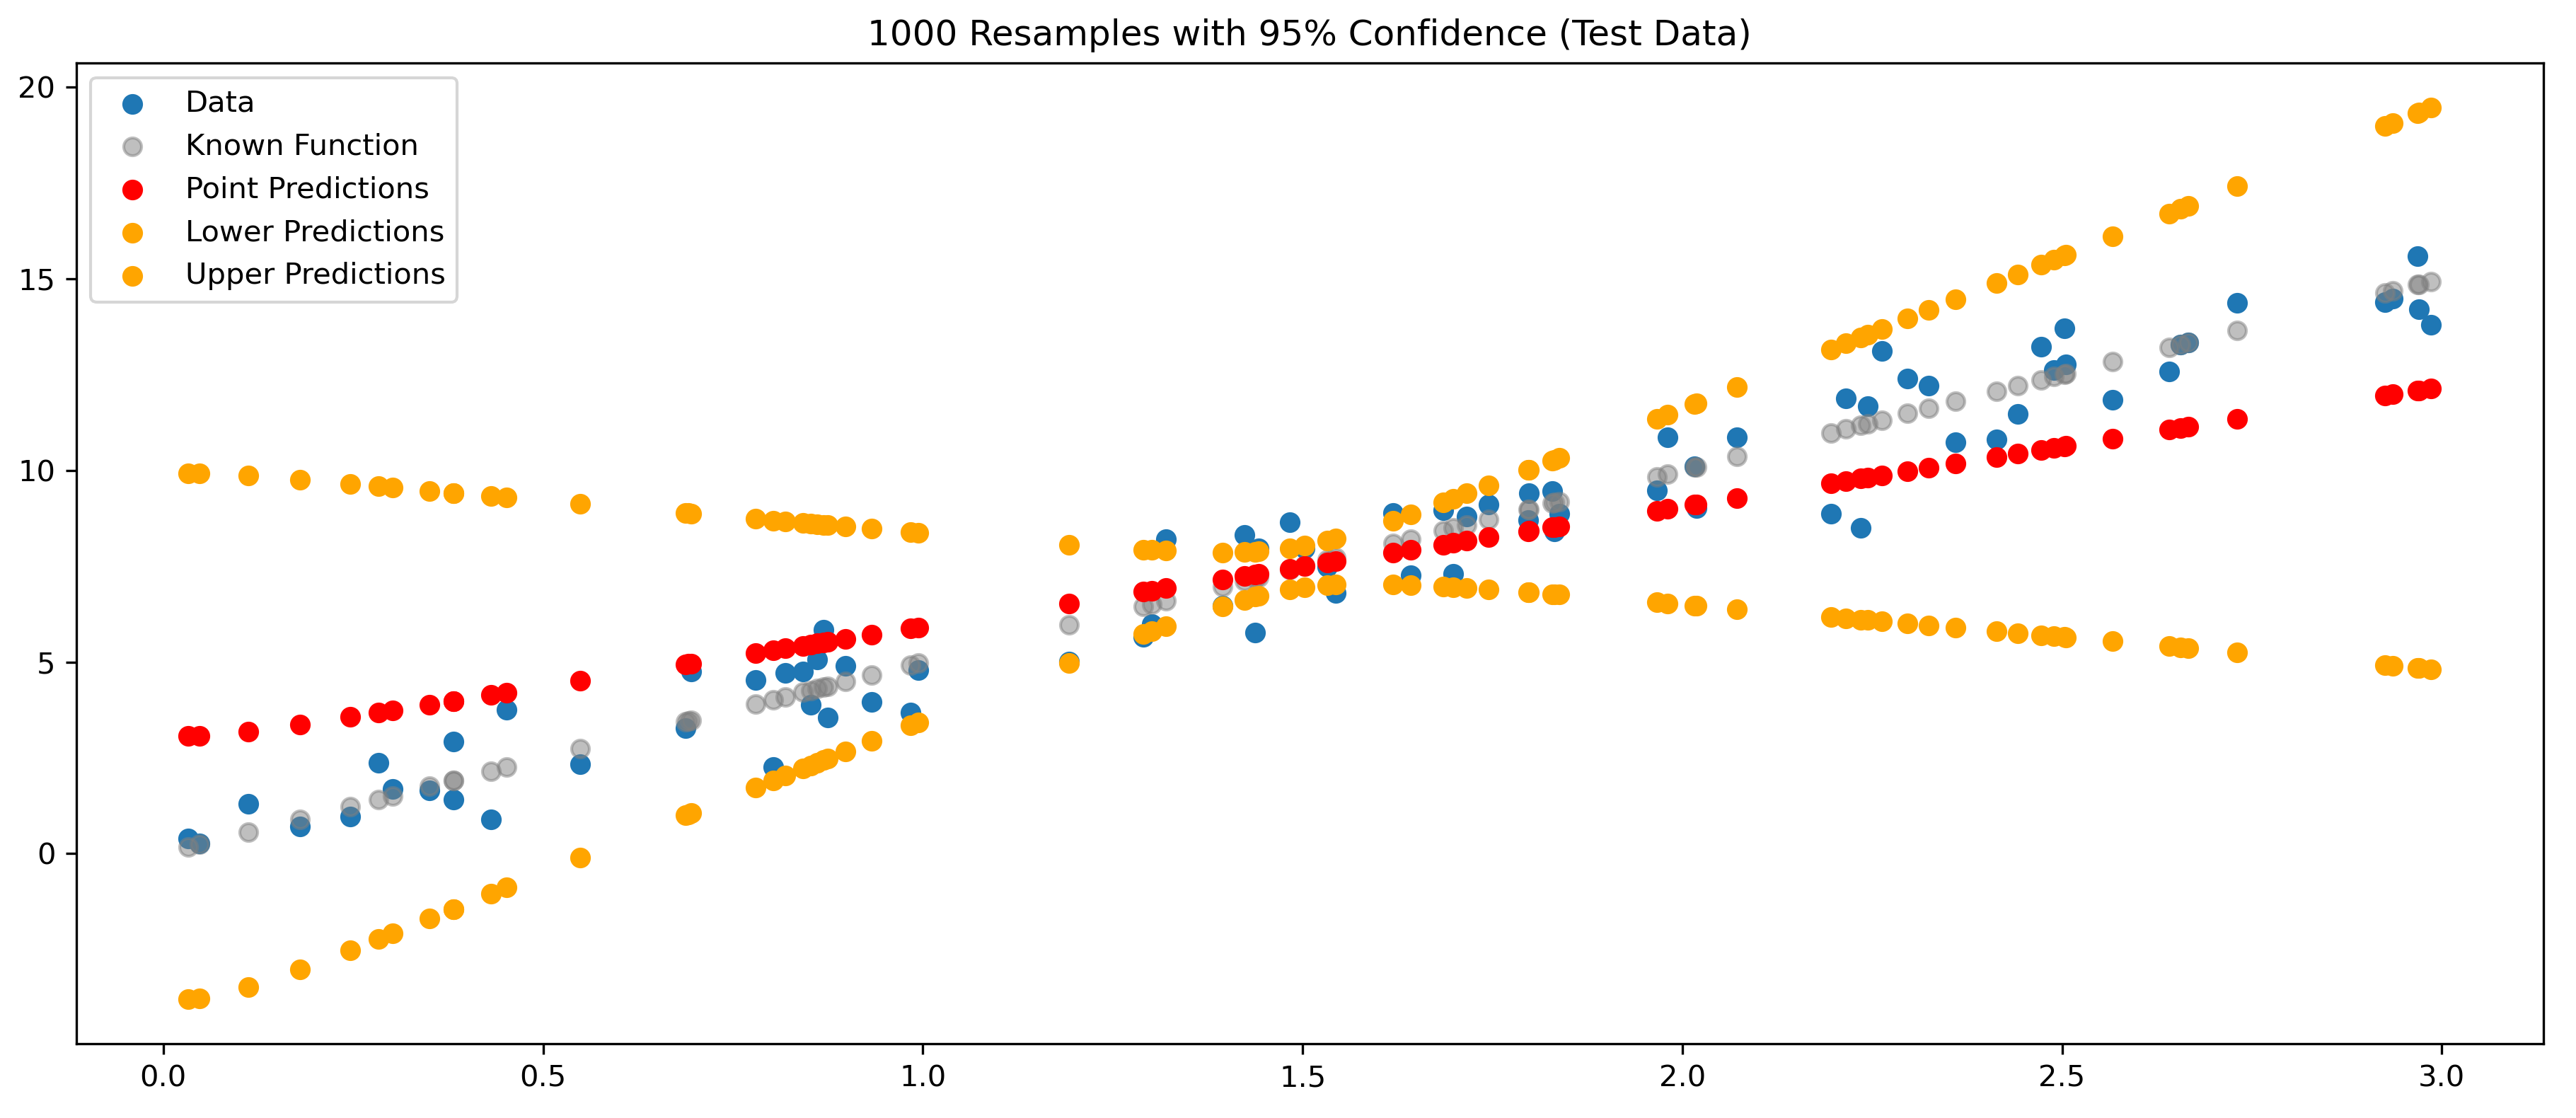 1000 Resamples with 95% Confidence (Test Data)
20
15
10
5
0
Data
Known Function
Point Predictions
Lower Predictions
Upper Predictions
0.0 0.5 1.0 1.5 2.0 2.5 3.0